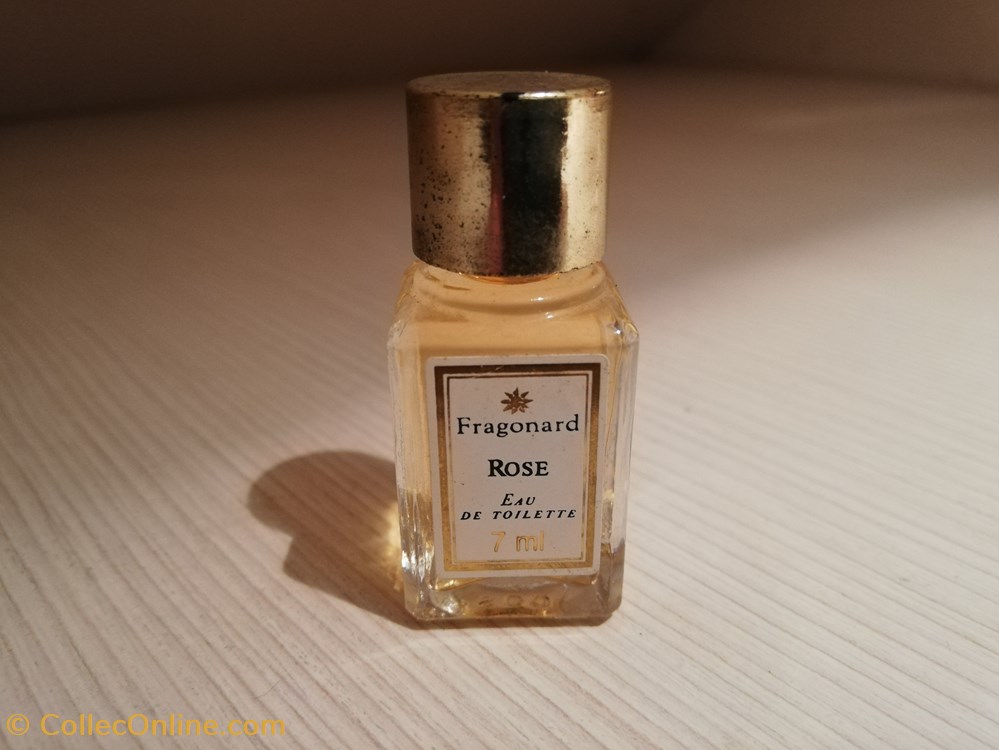 Fragonard
ROSE
EAU
DE TOILETTE
7 ml
© CollecOnline.com